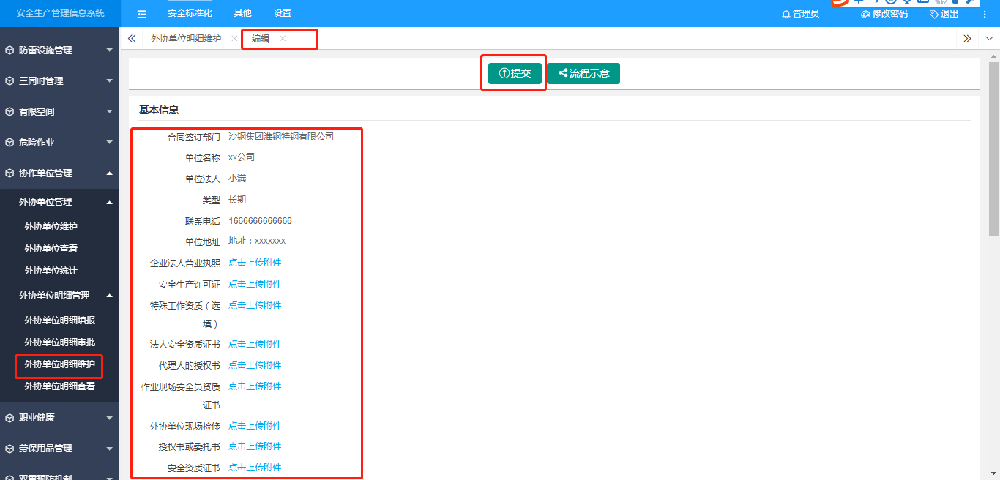 安全生产管理信息系统
安全标准化
其他
设置
管理员
修改密码
退出
外协单位明细维护
编辑
防雷设施管理
三同时管理
有限空间
危险作业
协作单位管理
外协单位管理
外协单位维护
外协单位查看
外协单位统计
外协单位明细管理
外协单位明细填报
外协单位明细审批
外协单位明细维护
外协单位明细查看
职业健康
劳保用品管理
双重预防机制
提交
流程示意
基本信息
合同签订部门 沙钢集团淮钢特钢有限公司
单位名称 xx公司
单位法人 小满
类型 长期
联系电话 1666666666666
单位地址 地址：xxxxxxx
企业法人营业执照 点击上传附件
安全生产许可证 点击上传附件
特殊工作资质（选 点击上传附件
填）
法人安全资质证书 点击上传附件
代理人的授权书 点击上传附件
作业现场安全员资质 点击上传附件
证书
外协单位现场检修 点击上传附件
授权书或委托书 点击上传附件
安全资质证书 点击上传附件